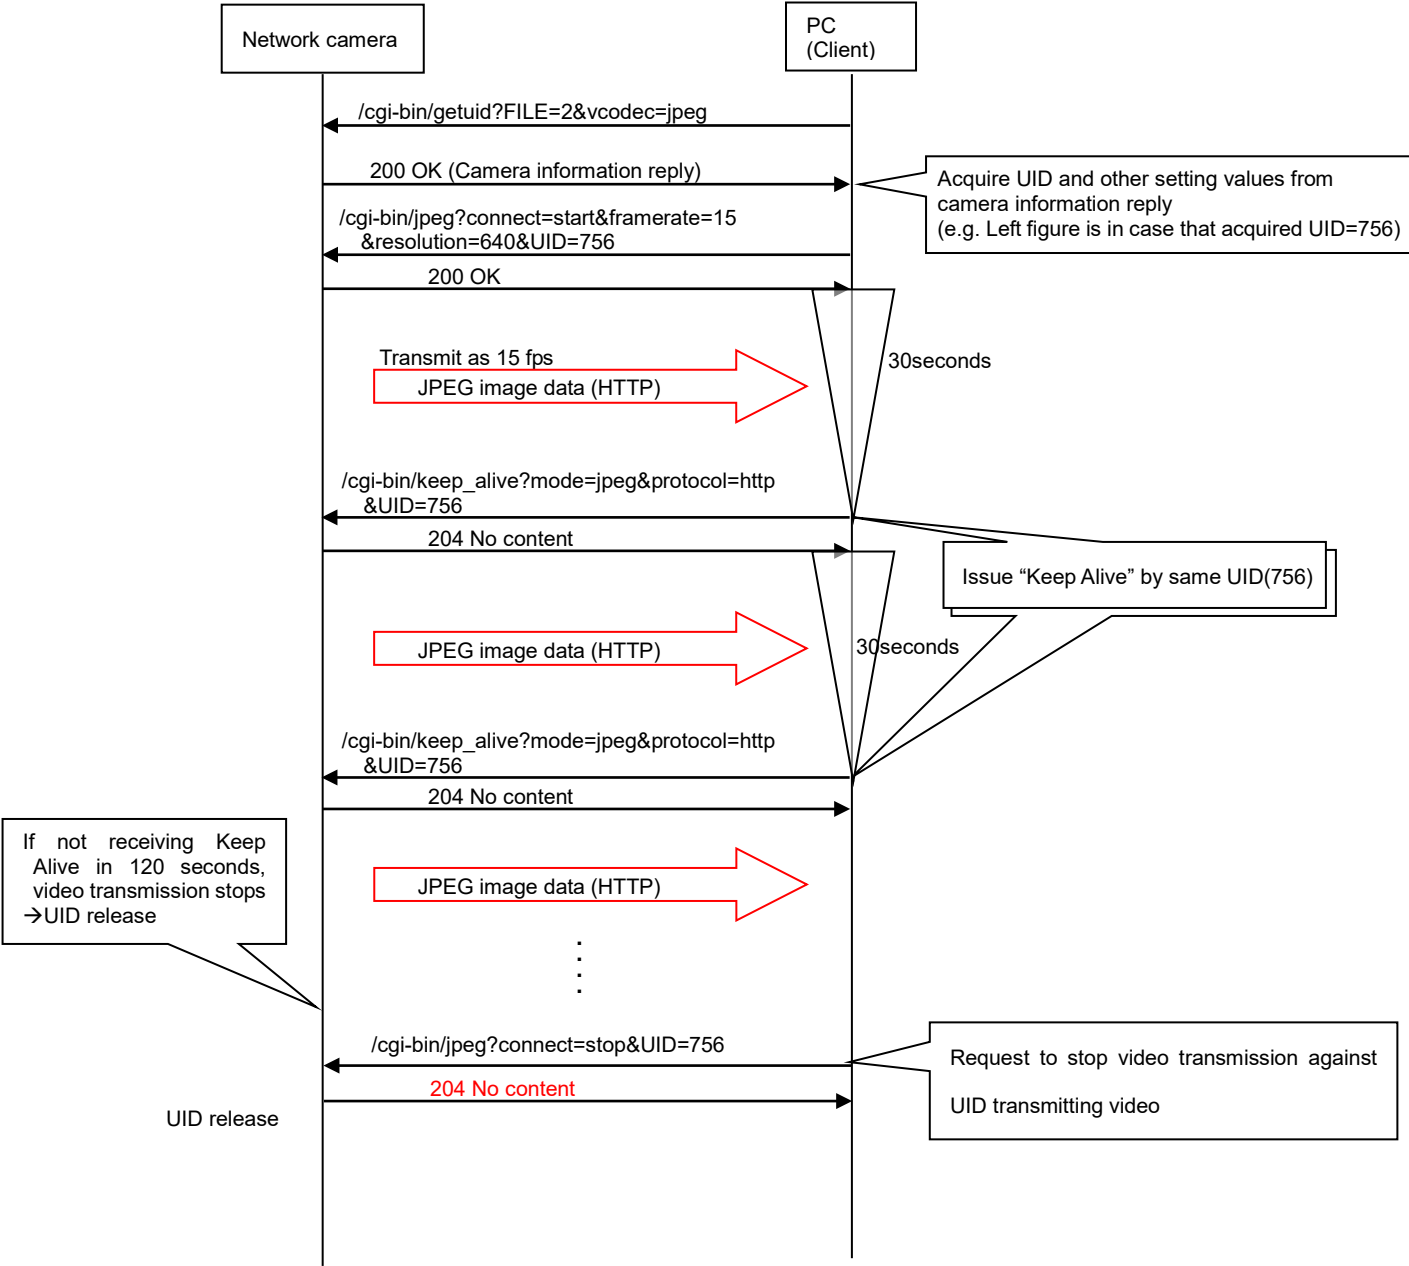 Network camera
PC
(Client)
/cgi-bin/getuid?FILE=2&vcodec=jpeg
200 OK (Camera information reply)
Acquire UID and other setting values from
camera information reply
(e.g. Left figure is in case that acquired UID=756)
/cgi-bin/jpeg?connect=start&framerate=15
&resolution=640&UID=756
200 OK
Transmit as 15 fps
JPEG image data (HTTP)
30seconds
/cgi-bin/keep_alive?mode=jpeg&protocol=http
&UID=756
204 No content
Issue “Keep Alive” by same UID(756)
JPEG image data (HTTP)
30seconds
/cgi-bin/keep_alive?mode=jpeg&protocol=http
&UID=756
204 No content
If not receiving Keep
Alive in 120 seconds,
video transmission stops
→UID release
JPEG image data (HTTP)
/cgi-bin/jpeg?connect=stop&UID=756
Request to stop video transmission against
UID transmitting video
204 No content
UID release